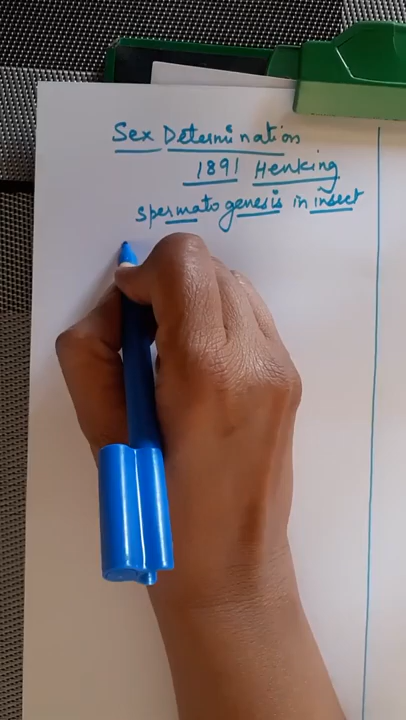 Sex Determination
1891 Henking
spermatogenesis in insect